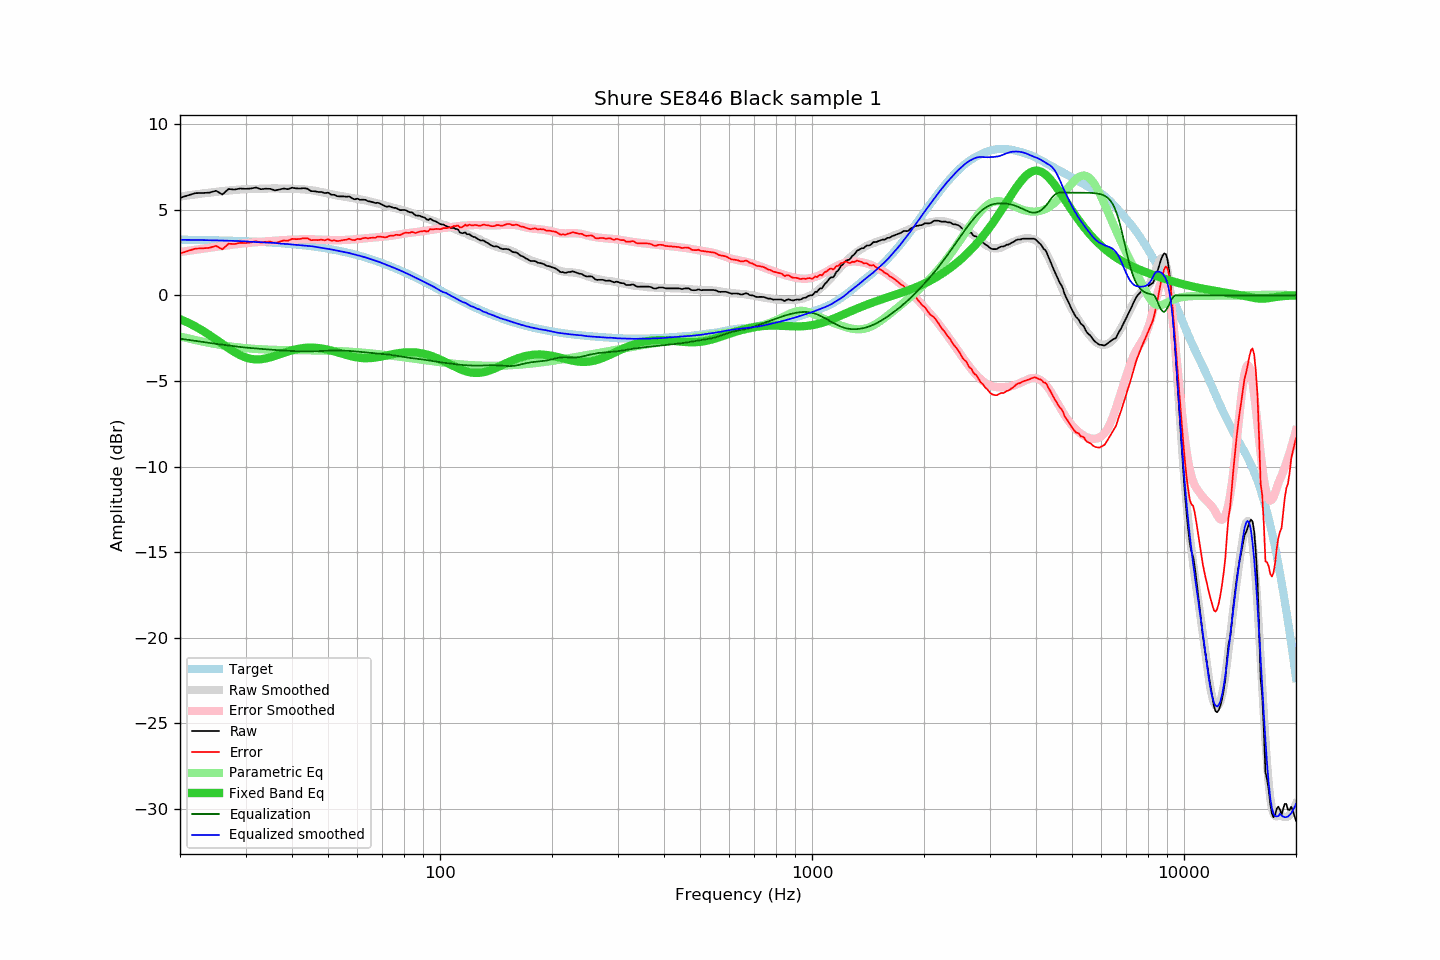 Shure SE846 Black sample 1
10
5
0
−5
−10
−15
−20
−25
−30
Amplitude (dBr)
Target
Raw Smoothed
Error Smoothed
Raw
Error
Parametric Eq
Fixed Band Eq
Equalization
Equalized smoothed
100
1000
10000
Frequency (Hz)